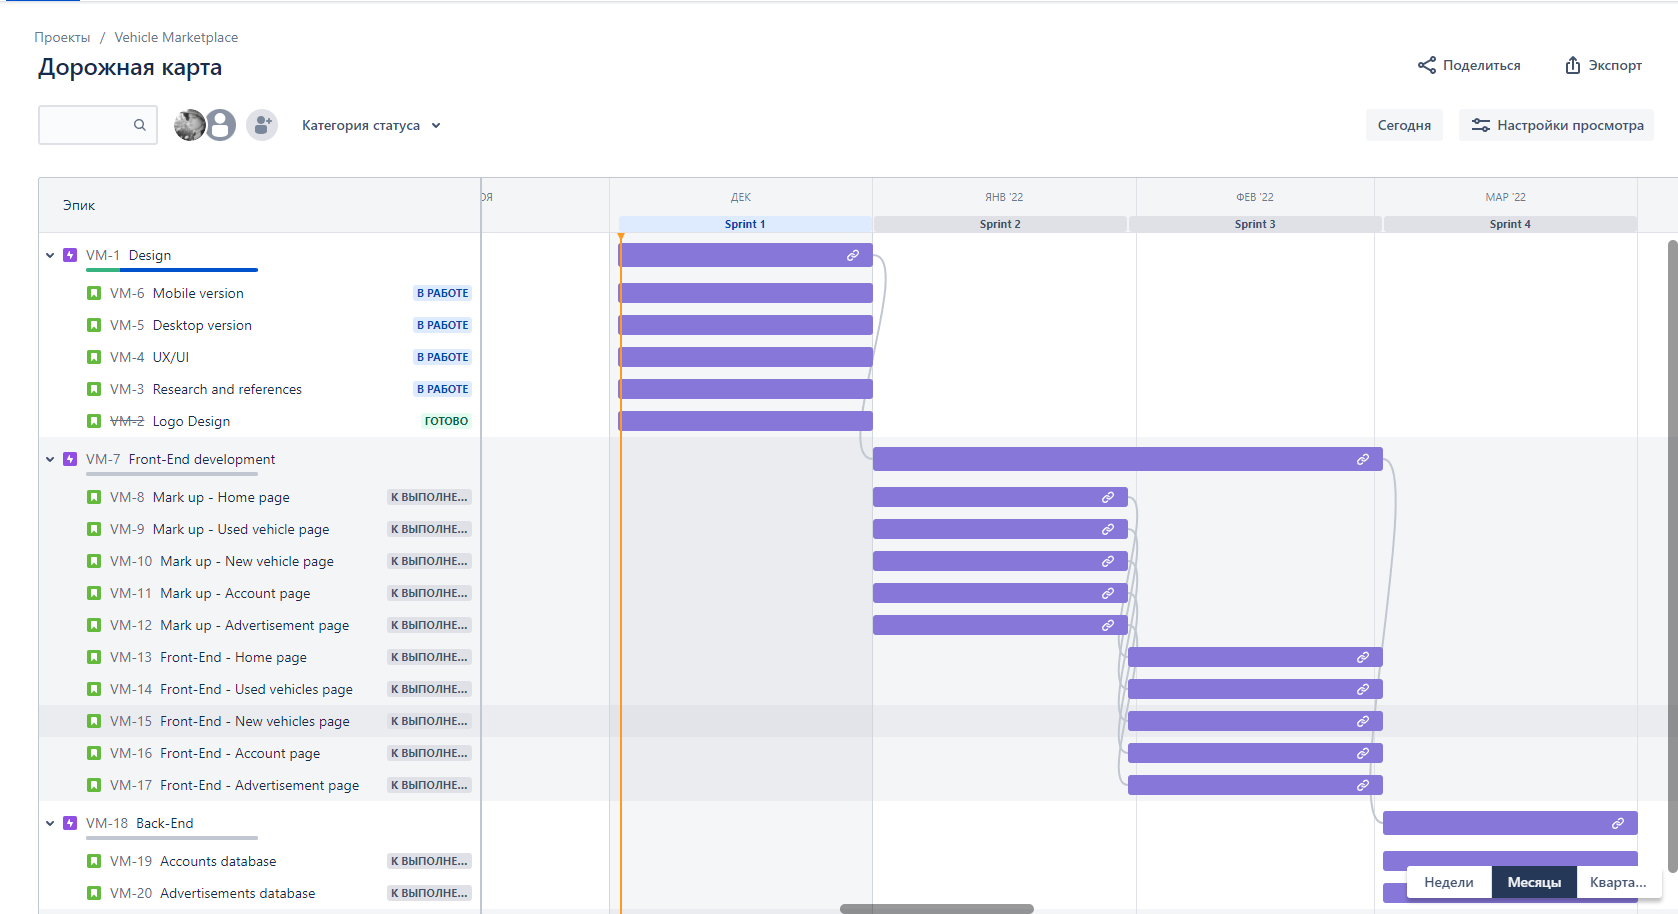 Проекты / Vehicle Marketplace
Дорожная карта
Поделиться
Экспорт
Категория статуса
Сегодня
Настройки просмотра
Эпик
ОЯ
ДЕК
ЯНВ '22
ФЕВ '22
МАР '22
Sprint 1
Sprint 2
Sprint 3
Sprint 4
VM-1 Design
VM-6 Mobile version В РАБОТЕ
VM-5 Desktop version В РАБОТЕ
VM-4 UX/UI В РАБОТЕ
VM-3 Research and references В РАБОТЕ
VM-2 Logo Design ГОТОВО
VM-7 Front-End development
VM-8 Mark up - Home page К ВЫПОЛНЕ...
VM-9 Mark up - Used vehicle page К ВЫПОЛНЕ...
VM-10 Mark up - New vehicle page К ВЫПОЛНЕ...
VM-11 Mark up - Account page К ВЫПОЛНЕ...
VM-12 Mark up - Advertisement page К ВЫПОЛНЕ...
VM-13 Front-End - Home page К ВЫПОЛНЕ...
VM-14 Front-End - Used vehicles page К ВЫПОЛНЕ...
VM-15 Front-End - New vehicles page К ВЫПОЛНЕ...
VM-16 Front-End - Account page К ВЫПОЛНЕ...
VM-17 Front-End - Advertisement page К ВЫПОЛНЕ...
VM-18 Back-End
VM-19 Accounts database К ВЫПОЛНЕ...
VM-20 Advertisements database К ВЫПОЛНЕ...
Недели
Месяцы
Кварта...